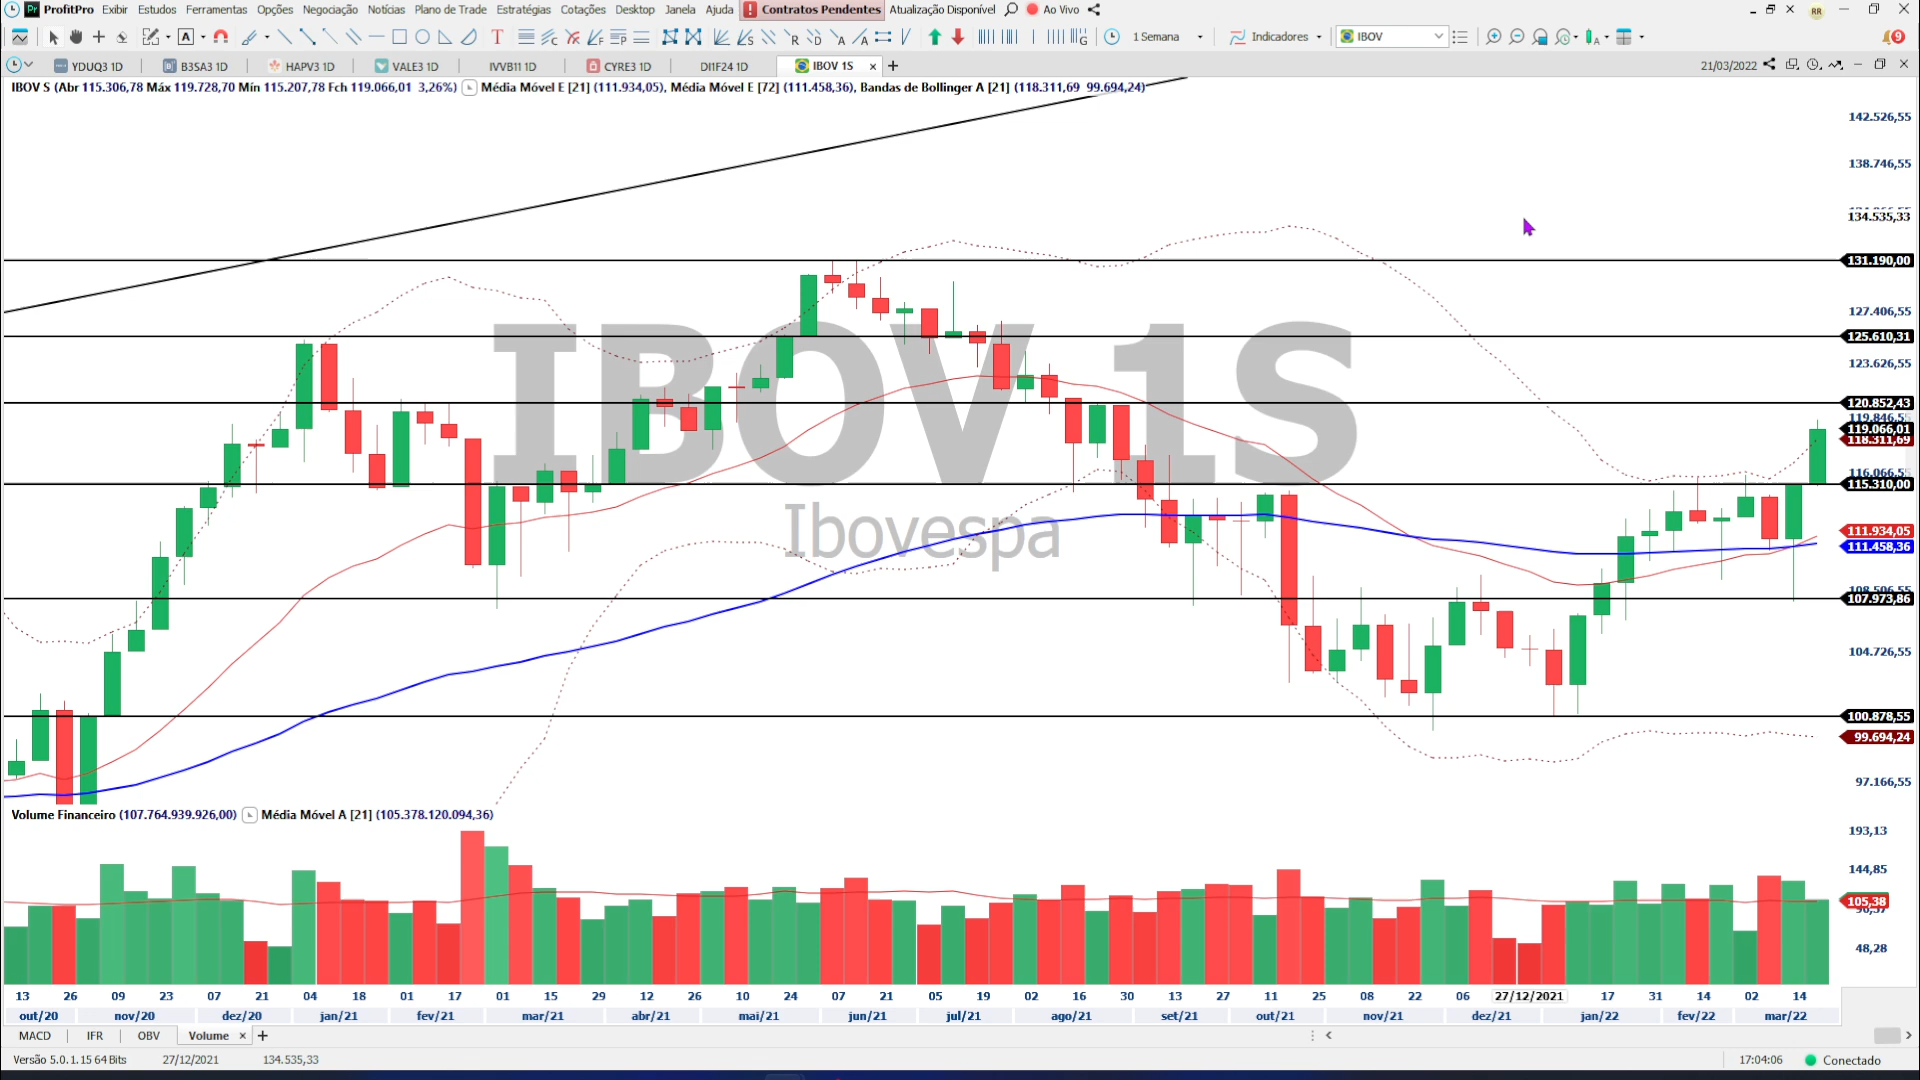 ProfitPro Exibir Estudos Ferramentas Opções Negociação Notícias Plano de Trade Estratégias Cotações Desktop Janela Ajuda ! Contratos Pendentes Atualização Disponível Ao Vivo RR
1 Semana Indicadores IBOV 9
YDUQ3 1D B3SA3 1D HAPV3 1D VALE3 1D IVVB11 1D CYRE3 1D DI1F24 1D IBOV 1S x + 21/03/2022
IBOV S (Abr 115.306,78 Máx 119.728,70 Mín 115.207,78 Fch 119.066,01 3,26%) Média Móvel E [21] (111.934,05), Média Móvel E [72] (111.458,36), Bandas de Bollinger A [21] (118.311,69 99.694,24)
142.526,55
138.746,55
134.535,33
131.190,00
127.406,55
125.610,31
123.626,55
120.852,43
119.846,55
119.066,01
118.311,69
116.066,55
115.310,00
111.934,05
111.458,36
107.973,86
104.726,55
100.878,55
99.694,24
97.166,55
IBOV 1S
Ibovespa
Volume Financeiro (107.764.939.926,00) Média Móvel A [21] (105.378.120.094,36)
193,13
144,85
105,38
48,28
13 26 09 23 07 21 04 18 01 17 01 15 29 12 26 10 24 07 21 05 19 02 16 30 13 27 11 25 08 22 06 27/12/2021 17 31 14 02 14
out/20 nov/20 dez/20 jan/21 fev/21 mar/21 abr/21 mai/21 jun/21 jul/21 ago/21 set/21 out/21 nov/21 dez/21 jan/22 fev/22 mar/22
MACD IFR OBV Volume x +
Versão 5.0.1.15 64 Bits 27/12/2021 134.535,33 17:04:06 Conectado